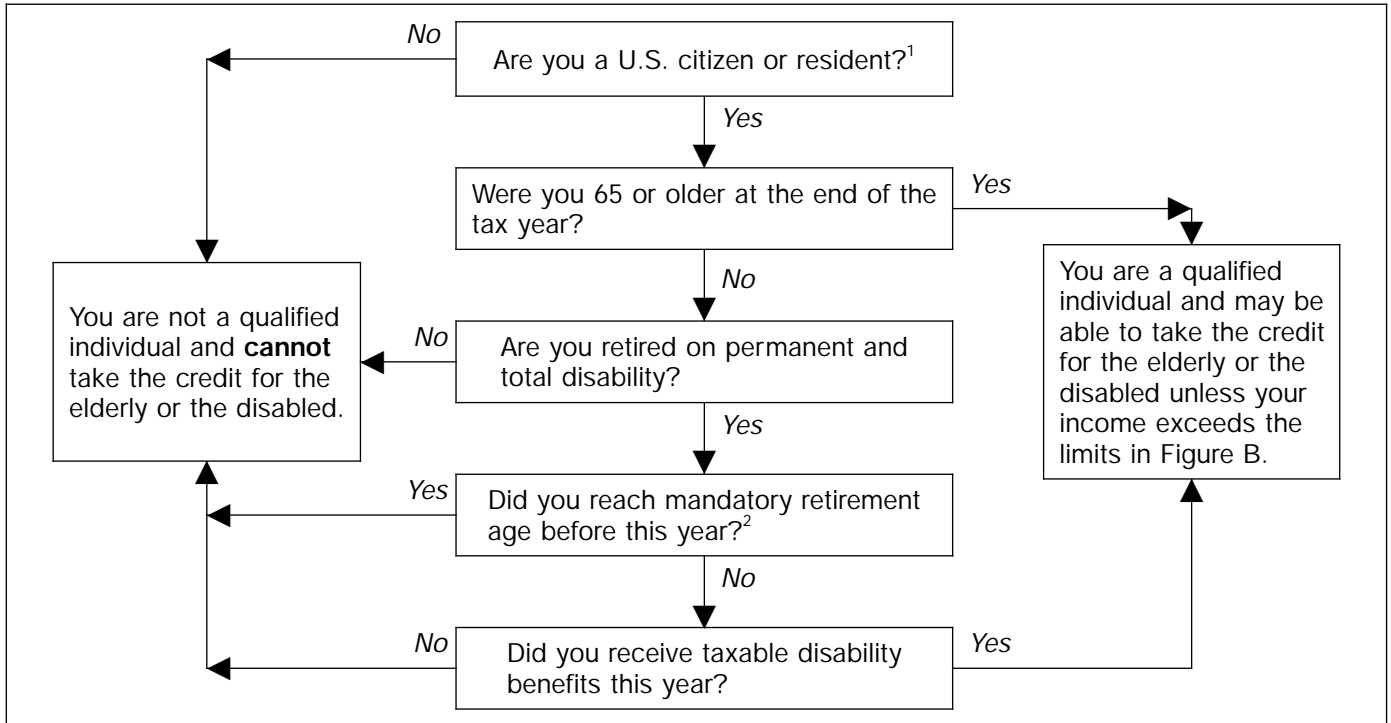 No
Are you a U.S. citizen or resident?1
Yes
Were you 65 or older at the end of the
tax year?
Yes
No
You are a qualified
individual and may be
able to take the credit
for the elderly or the
disabled unless your
income exceeds the
limits in Figure B.
You are not a qualified
individual and cannot
take the credit for the
elderly or the disabled.
No
Are you retired on permanent and
total disability?
Yes
Yes
Did you reach mandatory retirement
age before this year?2
No
No
Did you receive taxable disability
benefits this year?
Yes